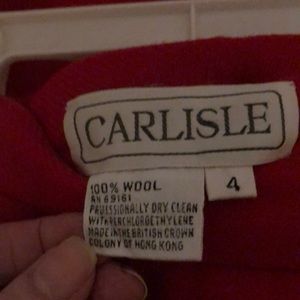 CARLISLE
4
100% WOOL
RN 69161
PROFESSIONALLY DRY CLEAN
WITH PERCHLORGETHYLENE
MADE IN THE BRITISH CROWN
COLONY OF HONG KONG